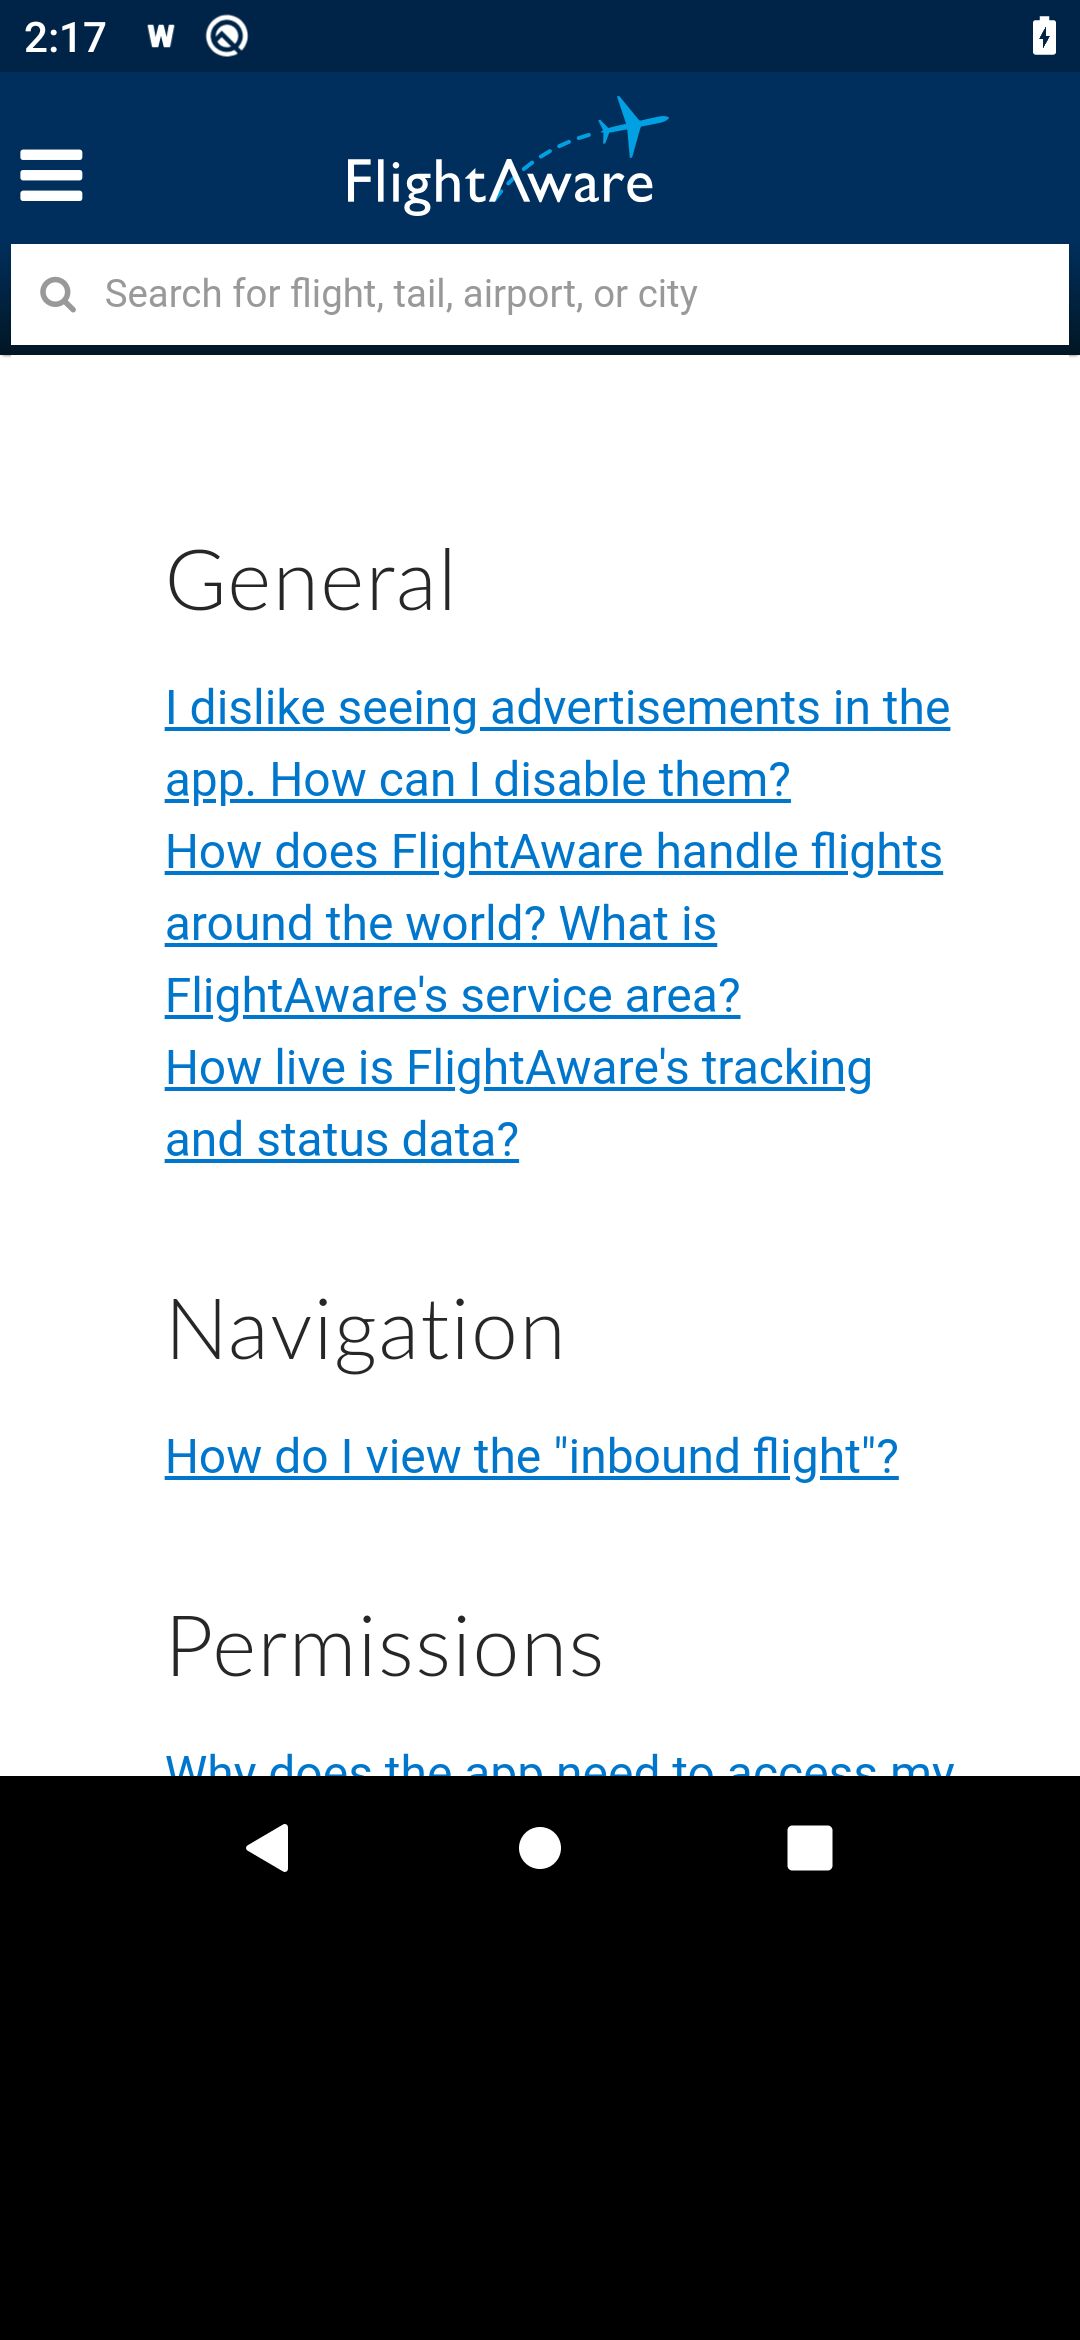 2:17
FlightAware
Search for flight, tail, airport, or city
General
I dislike seeing advertisements in the
app. How can I disable them?
How does FlightAware handle flights
around the world? What is
FlightAware's service area?
How live is FlightAware's tracking
and status data?
Navigation
How do I view the "inbound flight"?
Permissions
Why does the app need to access my